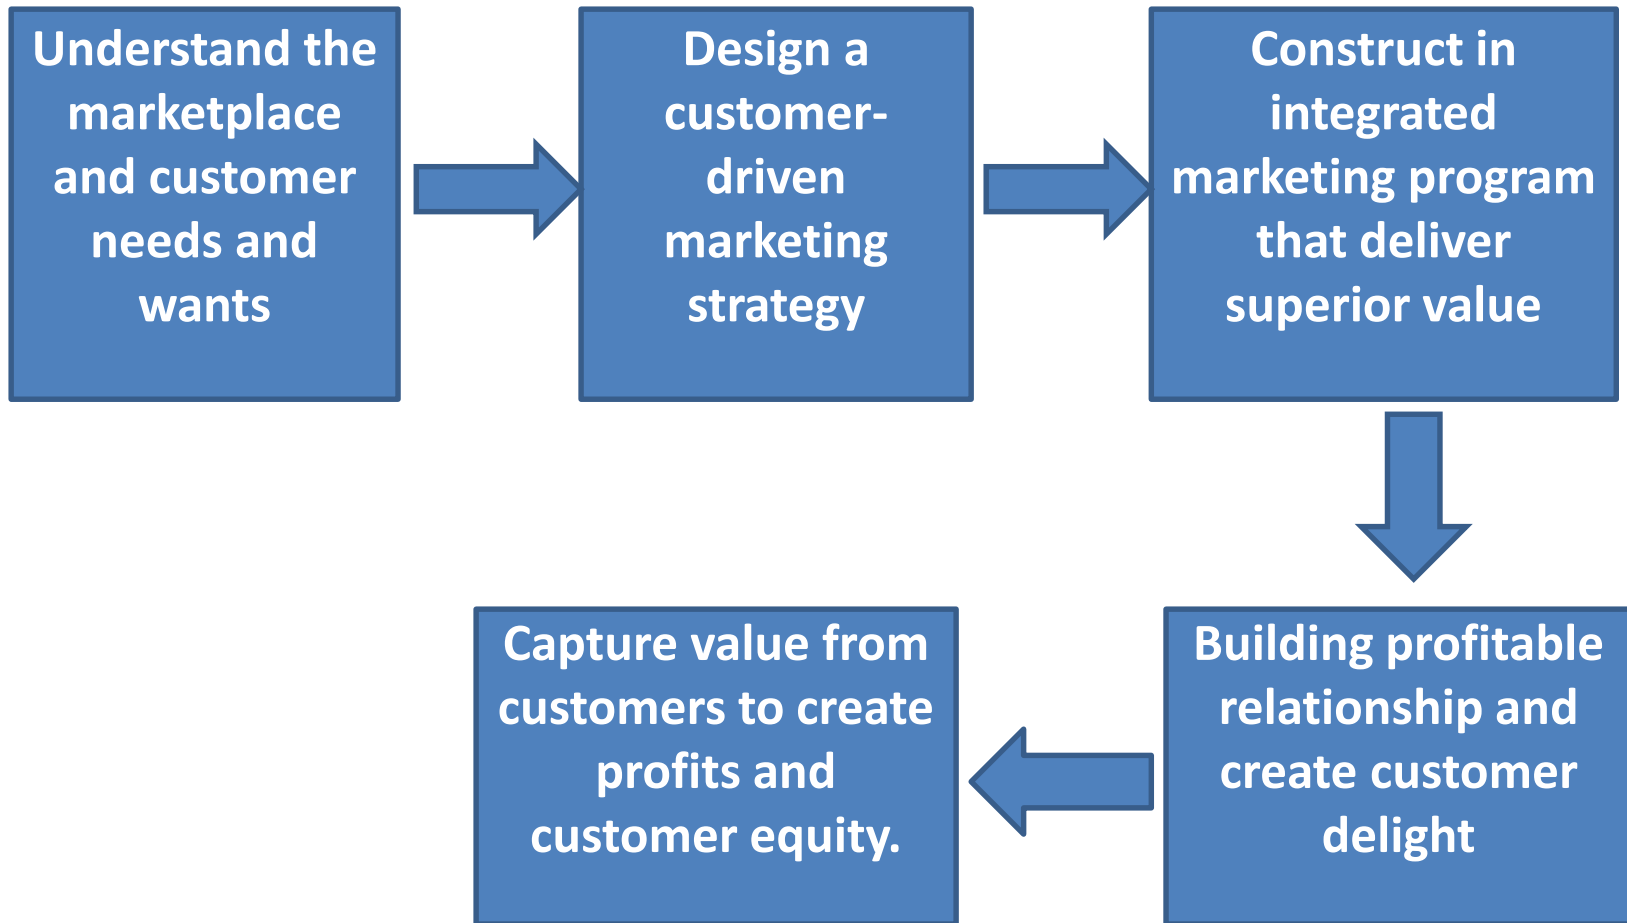 Understand the
marketplace
and customer
needs and
wants
Design a
customer-
driven
marketing
strategy
Construct in
integrated
marketing program
that deliver
superior value
Building profitable
relationship and
create customer
delight
Capture value from
customers to create
profits and
customer equity.